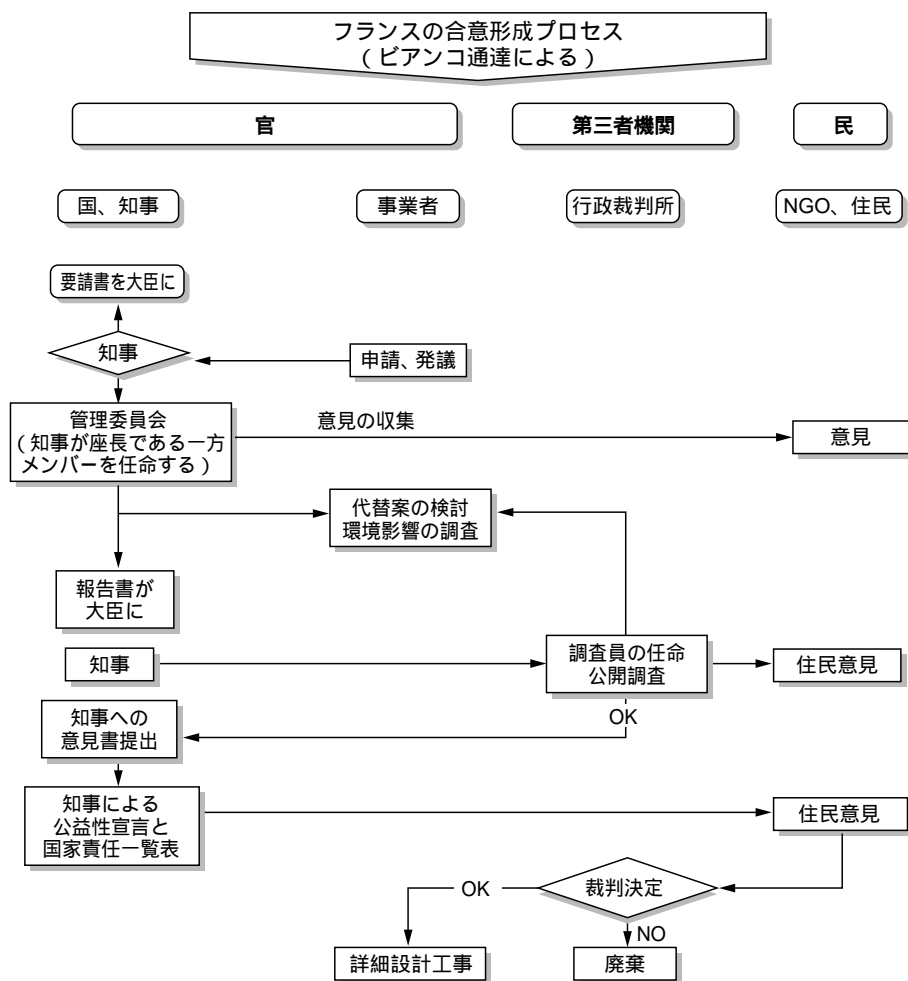 フランスの合意形成プロセス
（ビアンコ通達による）
官
第三者機関
民
国、知事
事業者
行政裁判所
NGO、住民
要請書を大臣に
知事
申請、発議
管理委員会
（知事が座長である一方
メンバーを任命する）
意見の収集
意見
代替案の検討
環境影響の調査
報告書が
大臣に
知事
調査員の任命
公開調査
住民意見
OK
知事への
意見書提出
知事による
公益性宣言と
国家責任一覧表
住民意見
OK
裁判決定
NO
詳細設計工事
廃棄